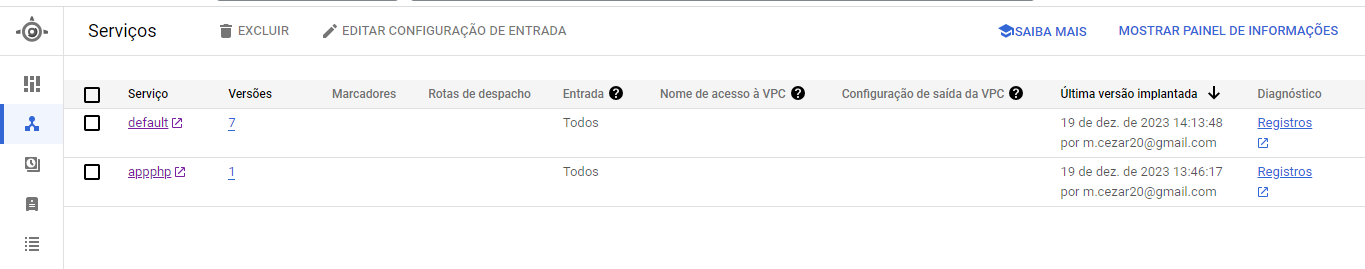 Serviços
EXCLUIR
EDITAR CONFIGURAÇÃO DE ENTRADA
SAIBA MAIS
MOSTRAR PAINEL DE INFORMAÇÕES
Serviço Versões Marcadores Rotas de despacho Entrada ? Nome de acesso à VPC ? Configuração de saída da VPC ? Última versão implantada Diagnóstico
default 7 Todos 19 de dez. de 2023 14:13:48 Registros
por m.cezar20@gmail.com
appphp 1 Todos 19 de dez. de 2023 13:46:17 Registros
por m.cezar20@gmail.com